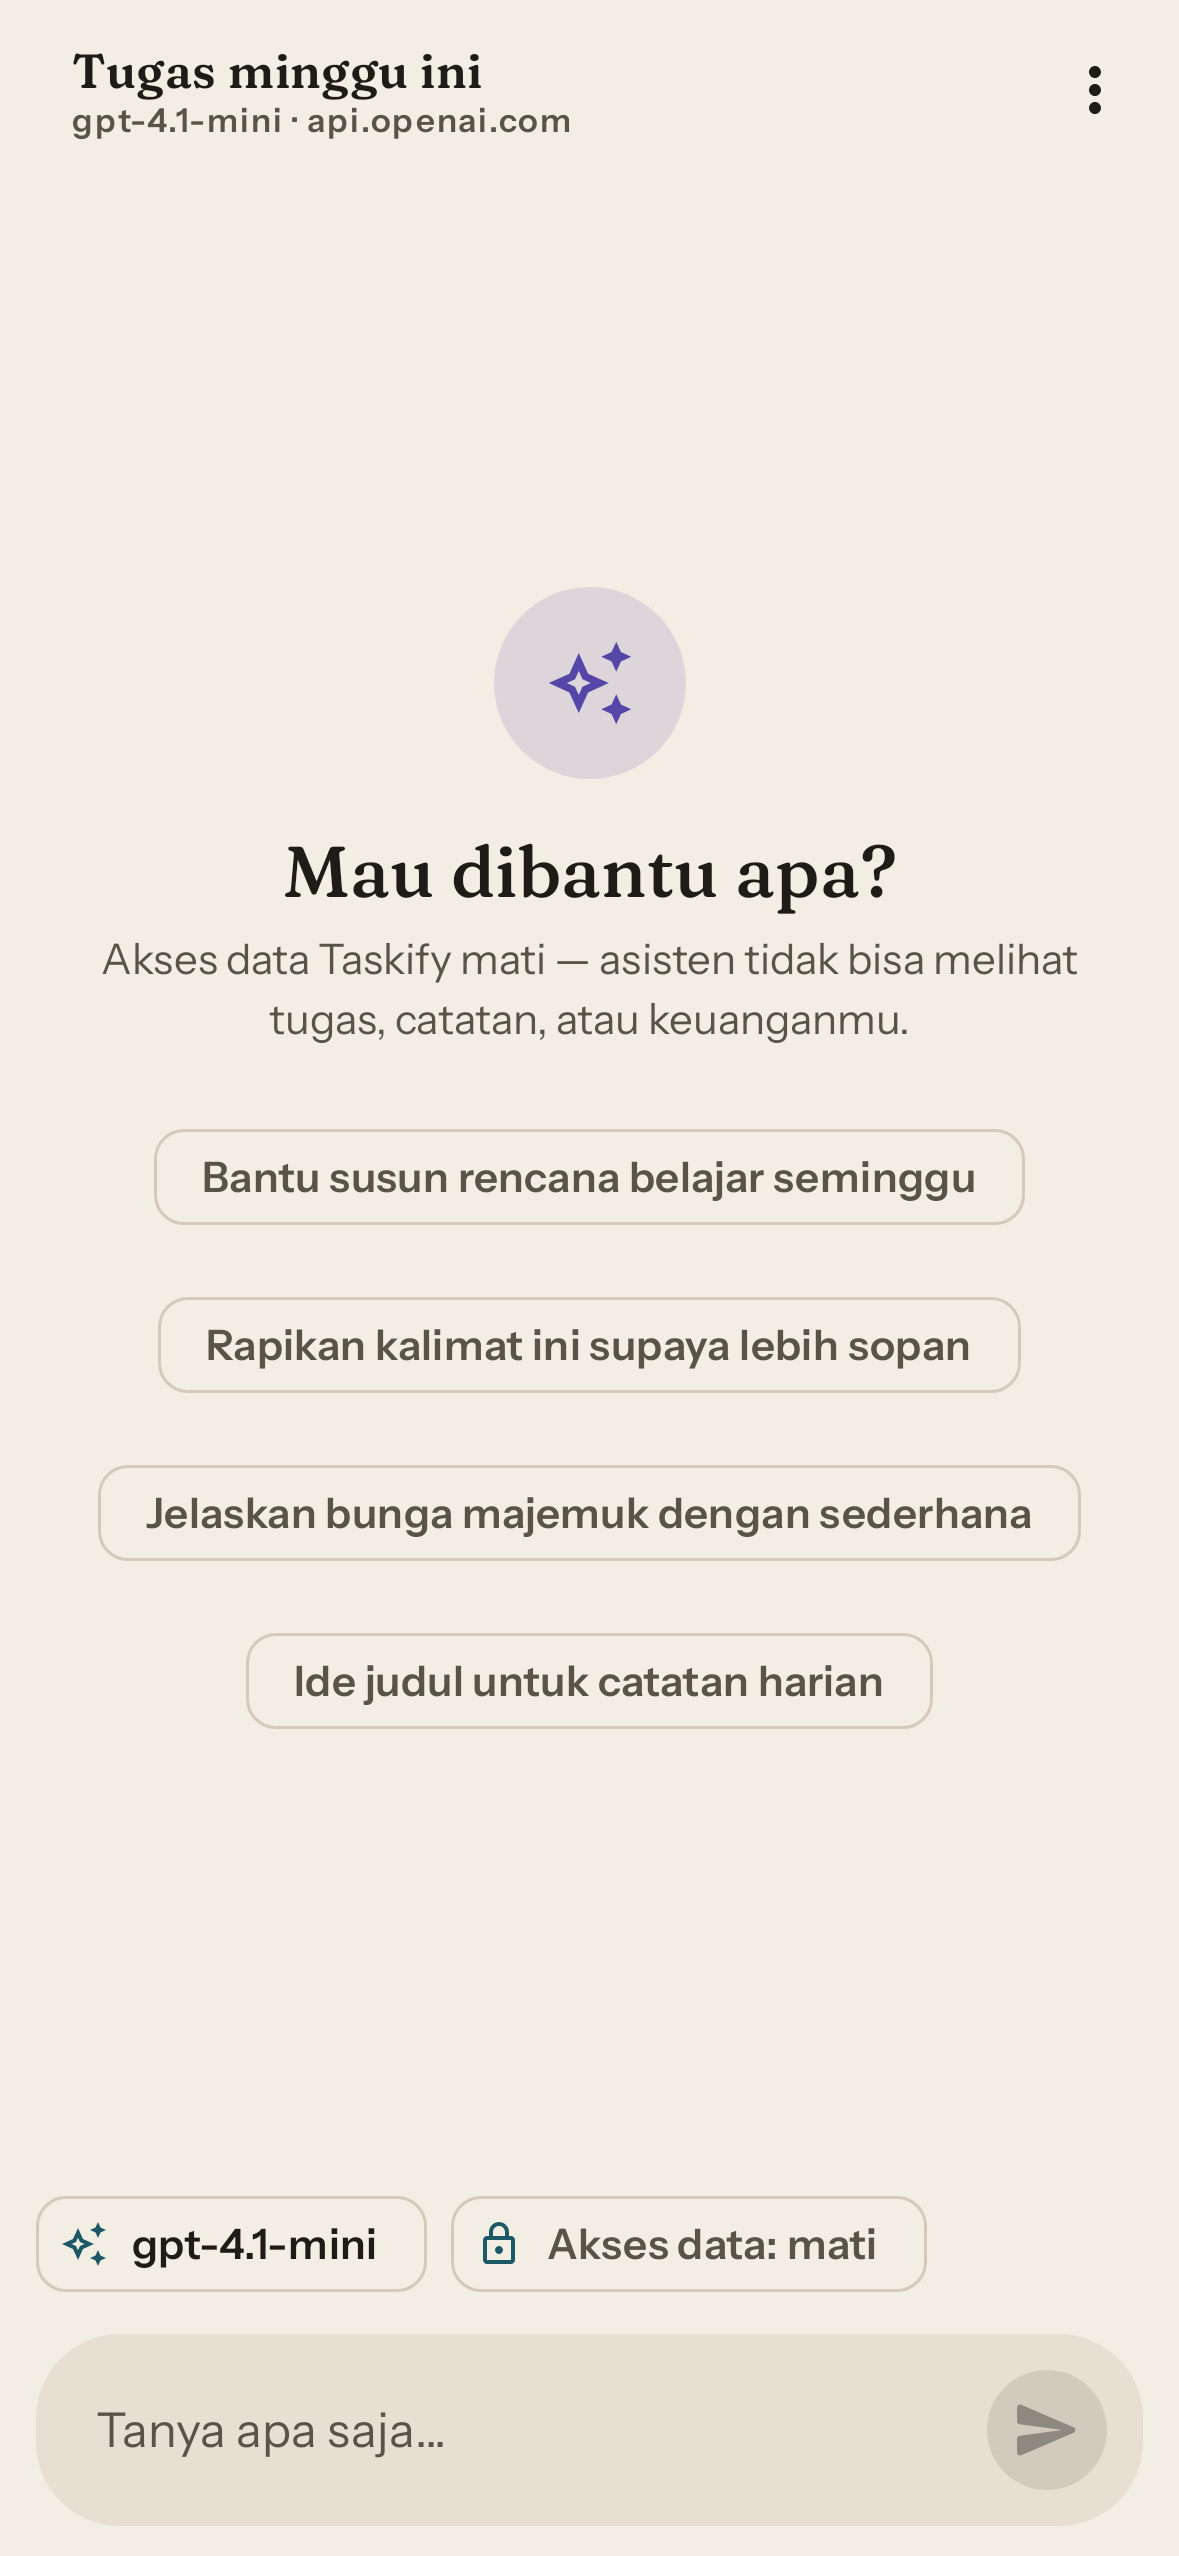 Tugas minggu ini
gpt-4.1-mini · api.openai.com
Mau dibantu apa?
Akses data Taskify mati — asisten tidak bisa melihat
tugas, catatan, atau keuanganmu.
Bantu susun rencana belajar seminggu
Rapikan kalimat ini supaya lebih sopan
Jelaskan bunga majemuk dengan sederhana
Ide judul untuk catatan harian
gpt-4.1-mini
Akses data: mati
Tanya apa saja...